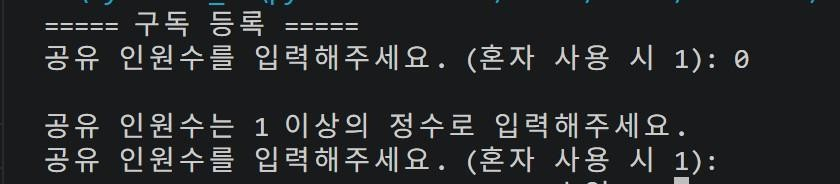 ===== 구독 등록 =====
공유 인원수를 입력해주세요. (혼자 사용 시 1): 0
공유 인원수는 1 이상의 정수로 입력해주세요.
공유 인원수를 입력해주세요. (혼자 사용 시 1):